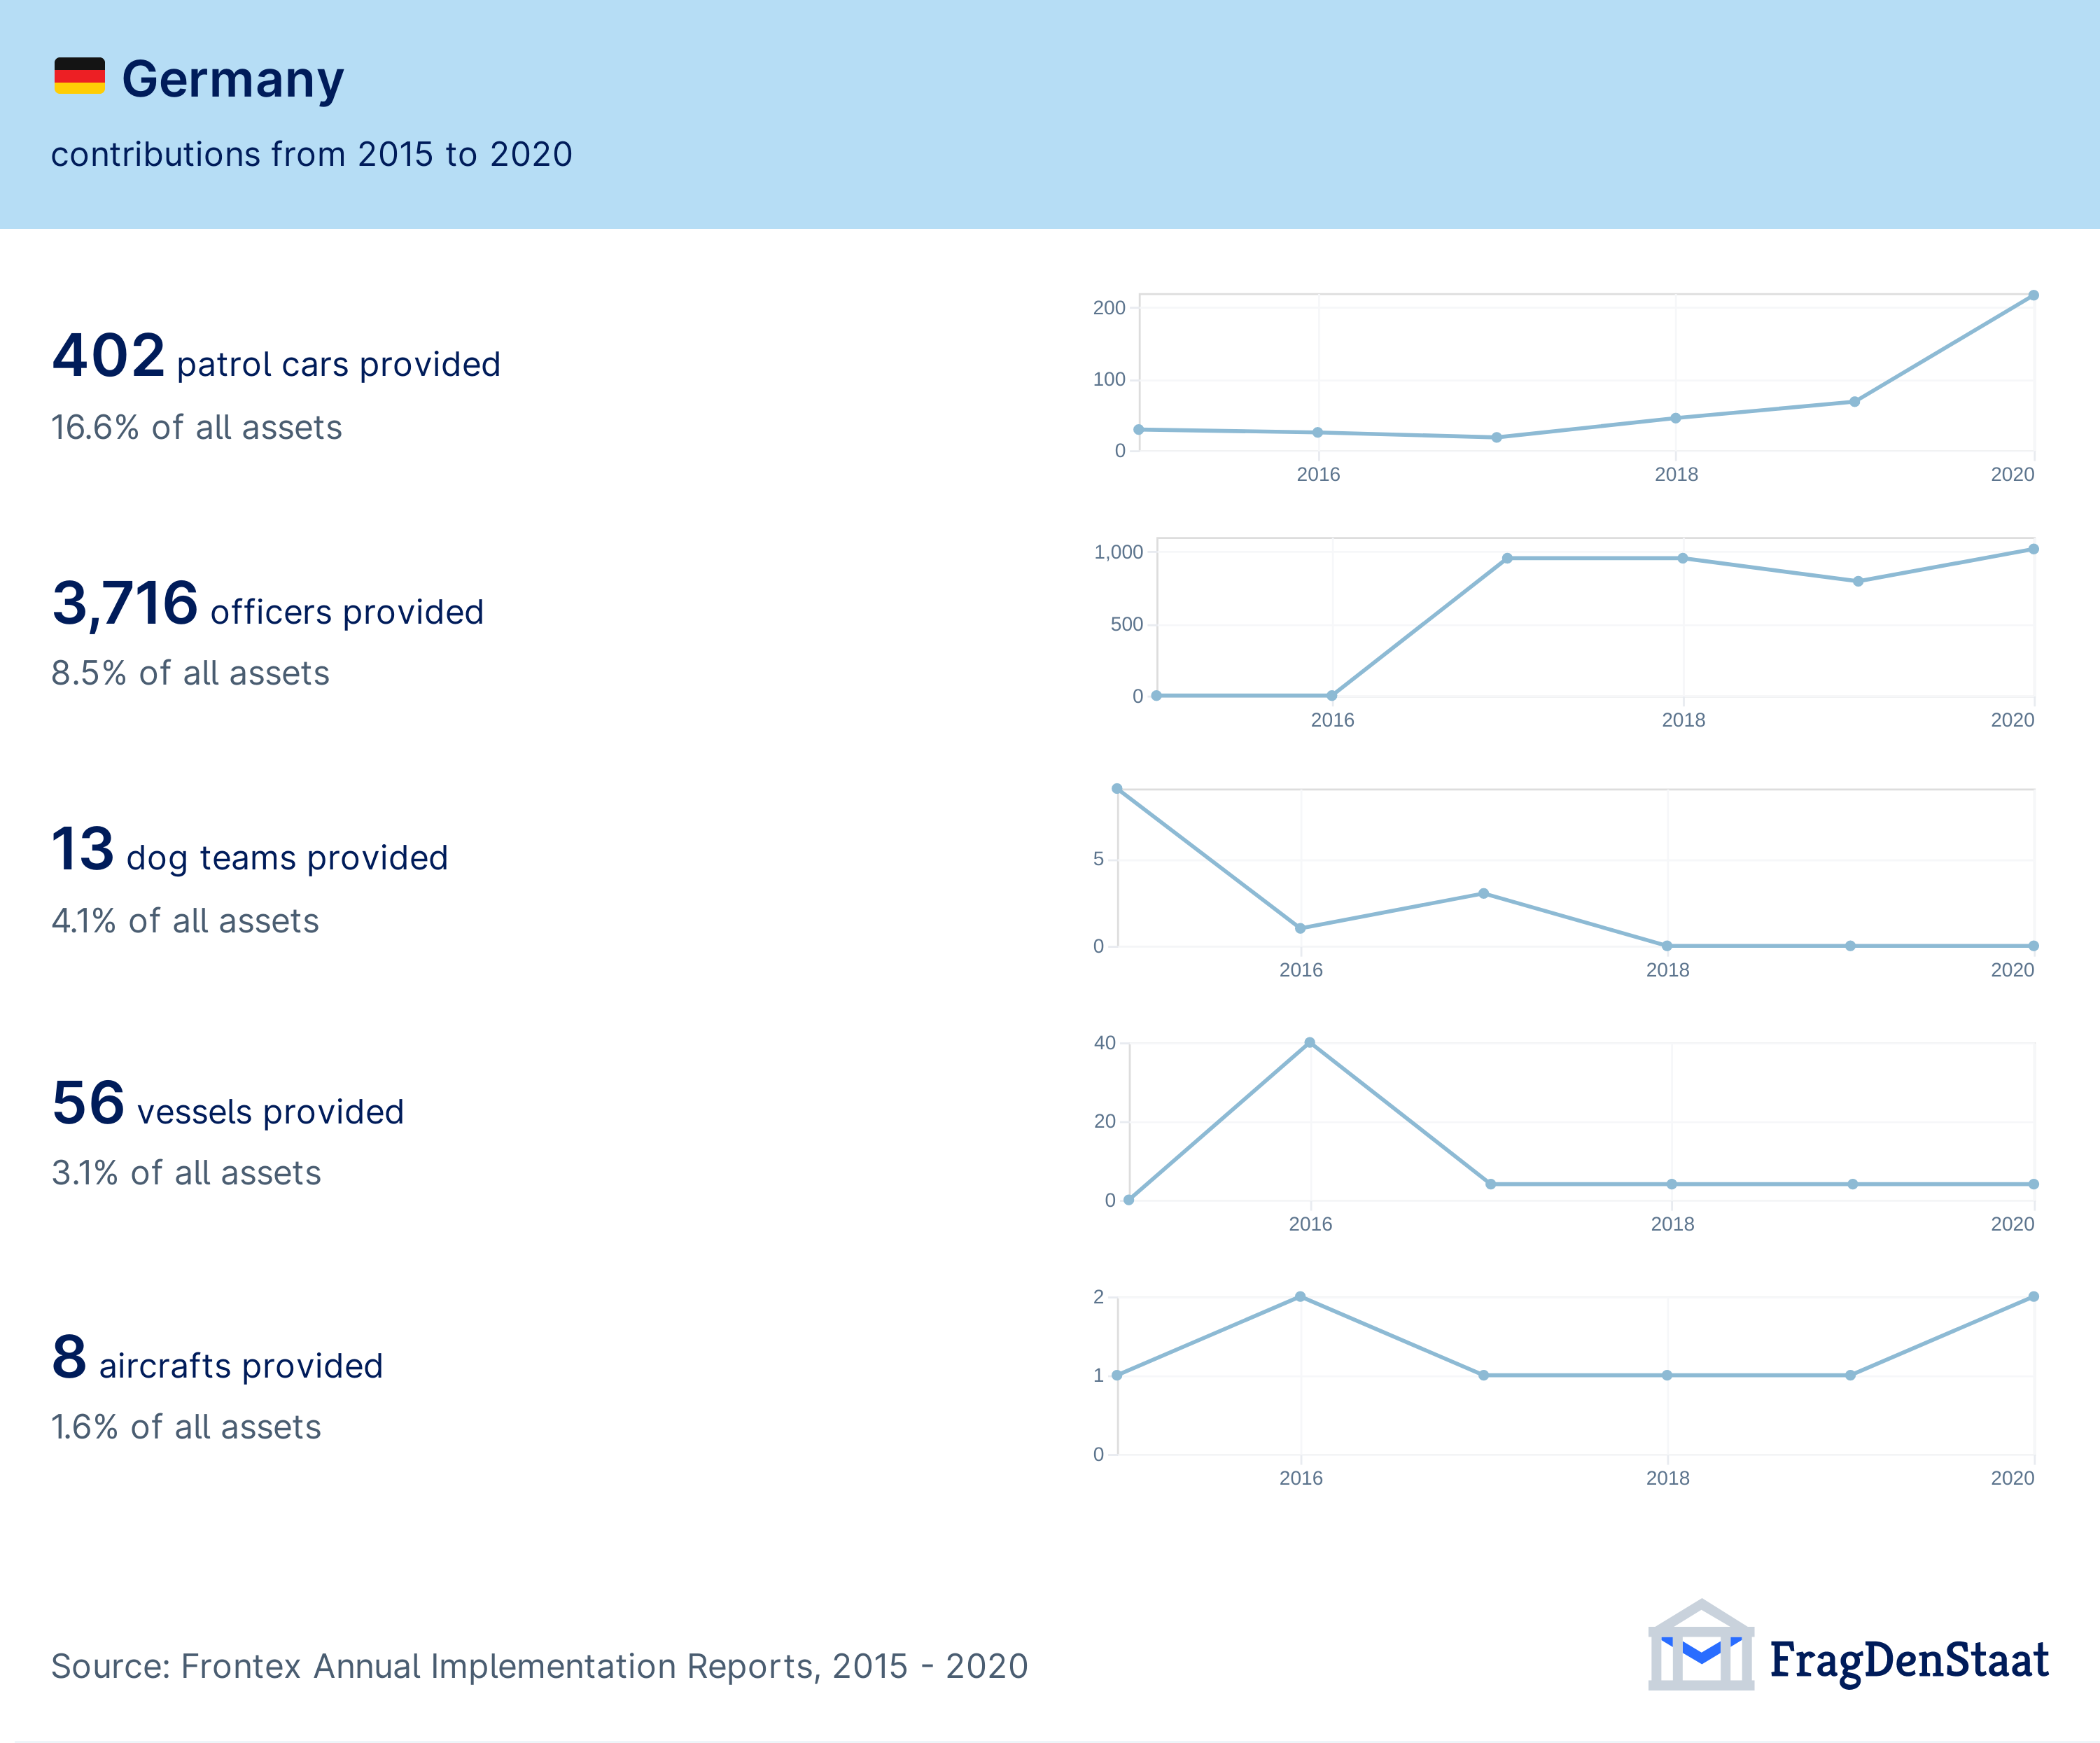 Germany
contributions from 2015 to 2020
402 patrol cars provided
16.6% of all assets
200
100
0
2016
2018
2020
3,716 officers provided
8.5% of all assets
1,000
500
0
2016
2018
2020
13 dog teams provided
4.1% of all assets
5
0
2016
2018
2020
56 vessels provided
3.1% of all assets
40
20
0
2016
2018
2020
8 aircrafts provided
1.6% of all assets
2
1
0
2016
2018
2020
Source: Frontex Annual Implementation Reports, 2015 - 2020
FragDenStaat